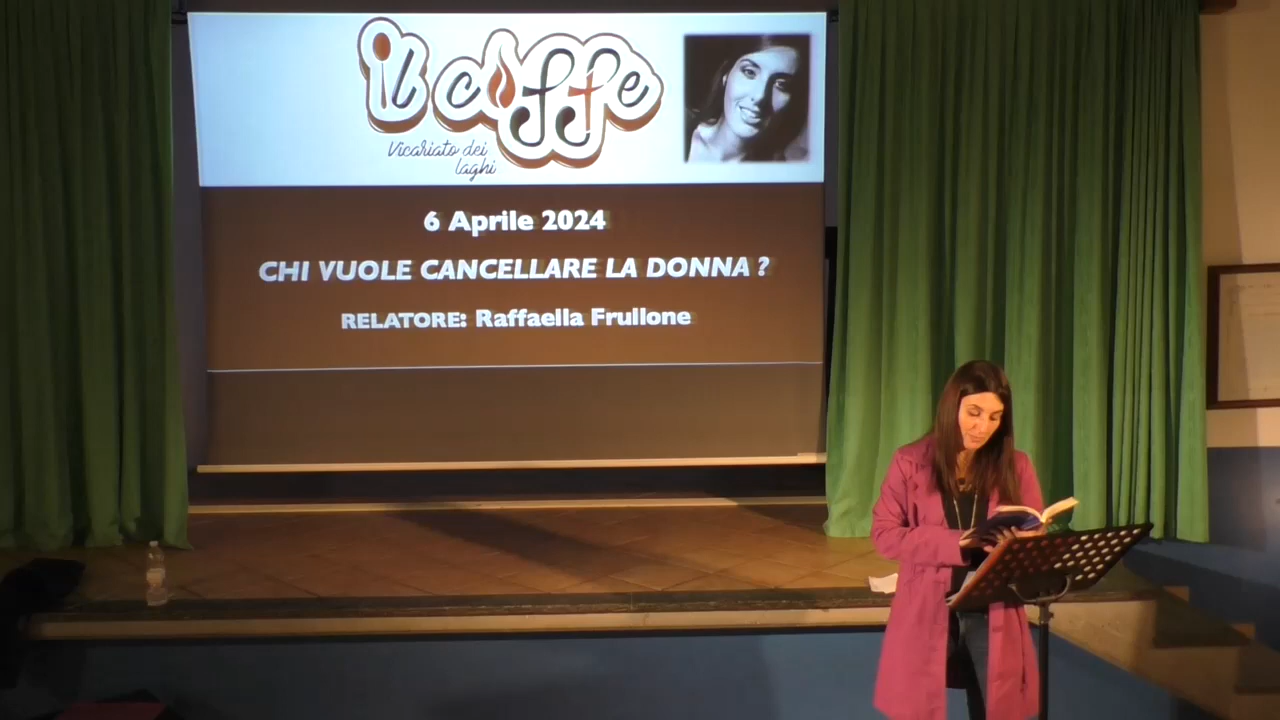 il caffe
Vicariato dei
laghi
6 Aprile 2024
CHI VUOLE CANCELLARE LA DONNA ?
RELATORE: Raffaella Frullone